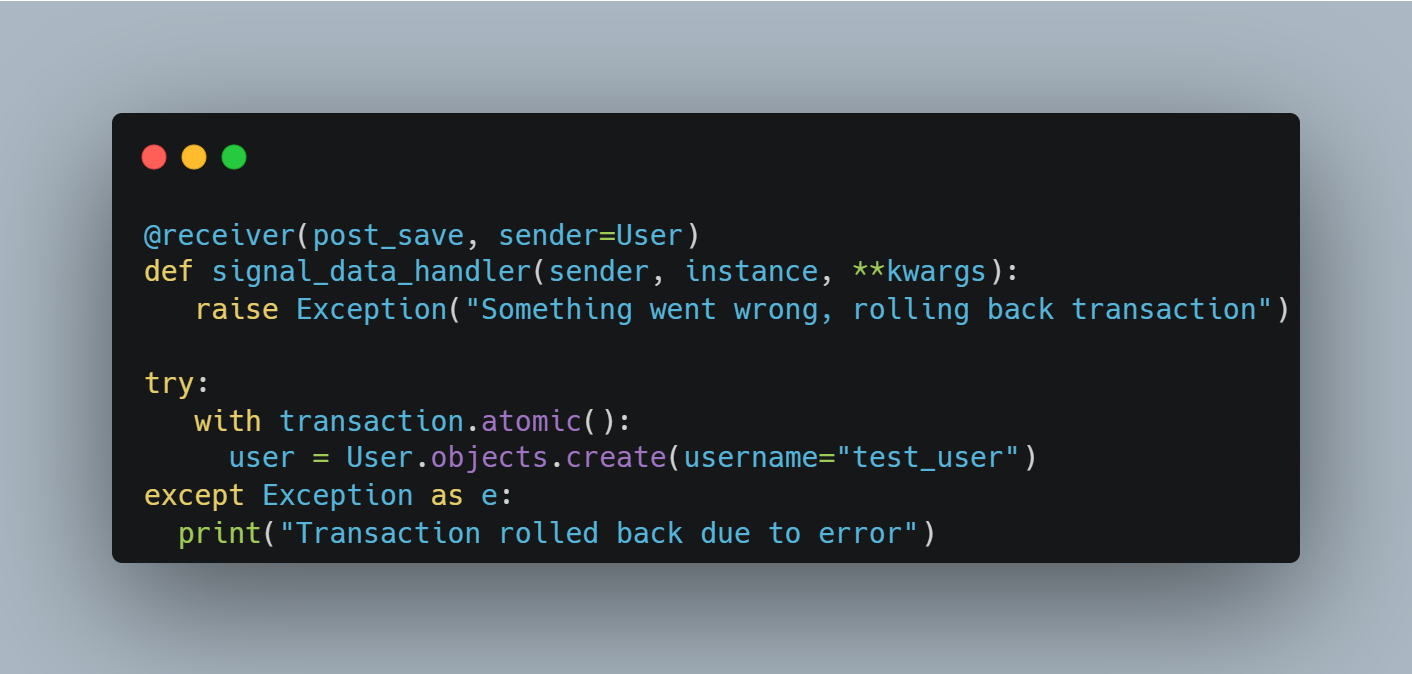 @receiver(post_save, sender=User)
def signal_data_handler(sender, instance, **kwargs):
   raise Exception("Something went wrong, rolling back transaction")
try:
   with transaction.atomic():
     user = User.objects.create(username="test_user")
except Exception as e:
  print("Transaction rolled back due to error")